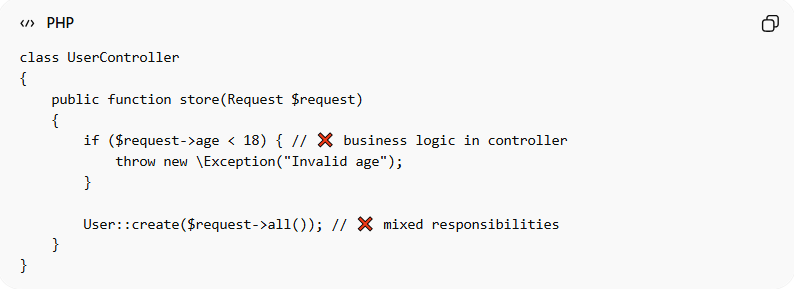 </> PHP
class UserController
{
    public function store(Request $request)
    {
        if ($request->age < 18) { // ❌ business logic in controller
            throw new \Exception("Invalid age");
        }

        User::create($request->all()); // ❌ mixed responsibilities
    }
}